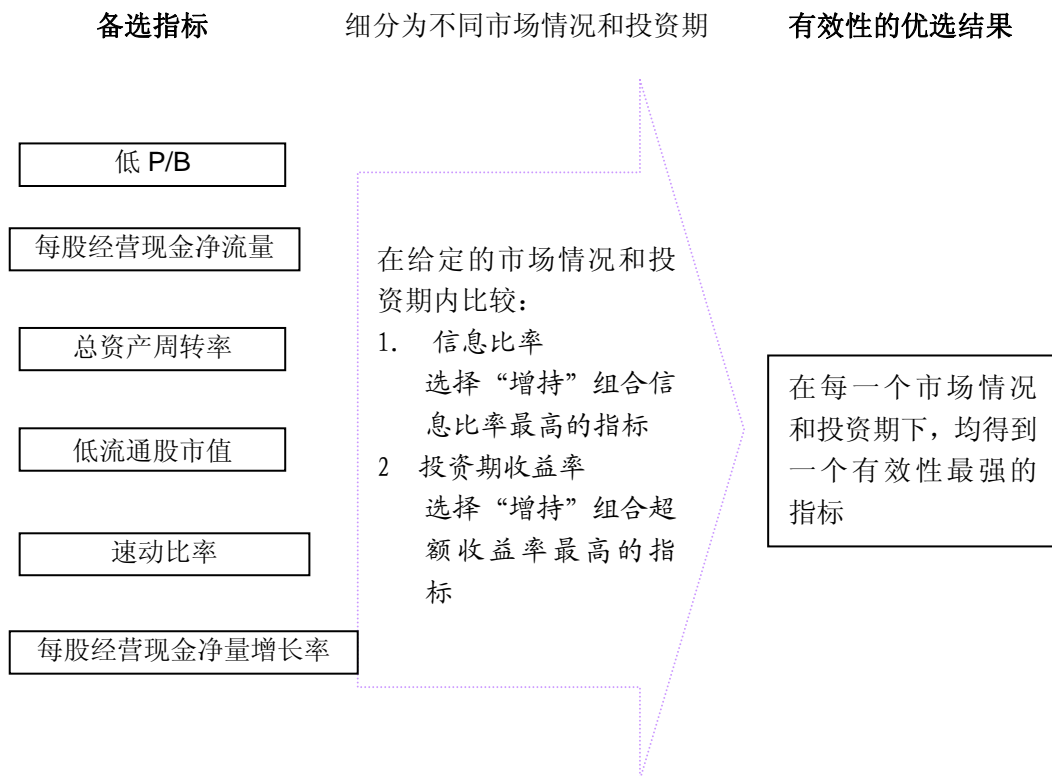 备选指标
细分为不同市场情况和投资期
有效性的优选结果
低 P/B
每股经营现金净流量
总资产周转率
低流通股市值
速动比率
每股经营现金净量增长率
在给定的市场情况和投
资期内比较：
1. 信息比率
选择“增持”组合信
息比率最高的指标
2 投资期收益率
选择“增持”组合超
额收益率最高的指
标
在每一个市场情况
和投资期下，均得到
一个有效性最强的
指标